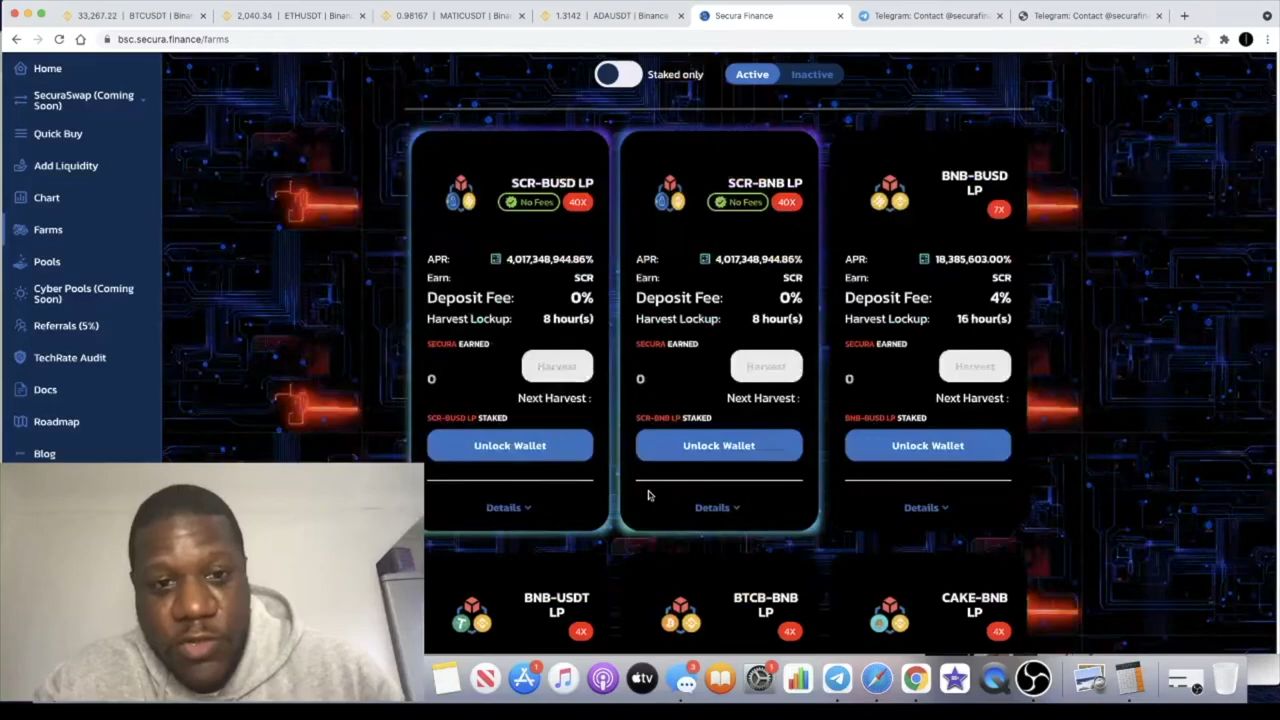 33,267.22 | BTCUSDT | Binan
2,040.34 | ETHUSDT | Binanc
0.98167 | MATICUSDT | Binan
1.3142 | ADAUSDT | Binance
Secura Finance
Telegram: Contact @securafina
Telegram: Contact @securafina
bsc.secura.finance/farms
Home
SecuraSwap (Coming
Soon)
Quick Buy
Add Liquidity
Chart
Farms
Pools
Cyber Pools (Coming
Soon)
Referrals (5%)
TechRate Audit
Docs
Roadmap
Blog
Staked only
Active
Inactive
SCR-BUSD LP
No Fees
40X
APR: 4,017,348,944.86%
Earn: SCR
Deposit Fee: 0%
Harvest Lockup: 8 hour(s)
SECURA EARNED
0
Harvest
Next Harvest :
SCR-BUSD LP STAKED
Unlock Wallet
Details
SCR-BNB LP
No Fees
40X
APR: 4,017,348,944.86%
Earn: SCR
Deposit Fee: 0%
Harvest Lockup: 8 hour(s)
SECURA EARNED
0
Harvest
Next Harvest :
SCR-BNB LP STAKED
Unlock Wallet
Details
BNB-BUSD
LP
7X
APR: 18,385,603.00%
Earn: SCR
Deposit Fee: 4%
Harvest Lockup: 16 hour(s)
SECURA EARNED
0
Harvest
Next Harvest :
BNB-BUSD LP STAKED
Unlock Wallet
Details
BNB-USDT
LP
4X
BTCB-BNB
LP
4X
CAKE-BNB
LP
4X
1
tv
3
1